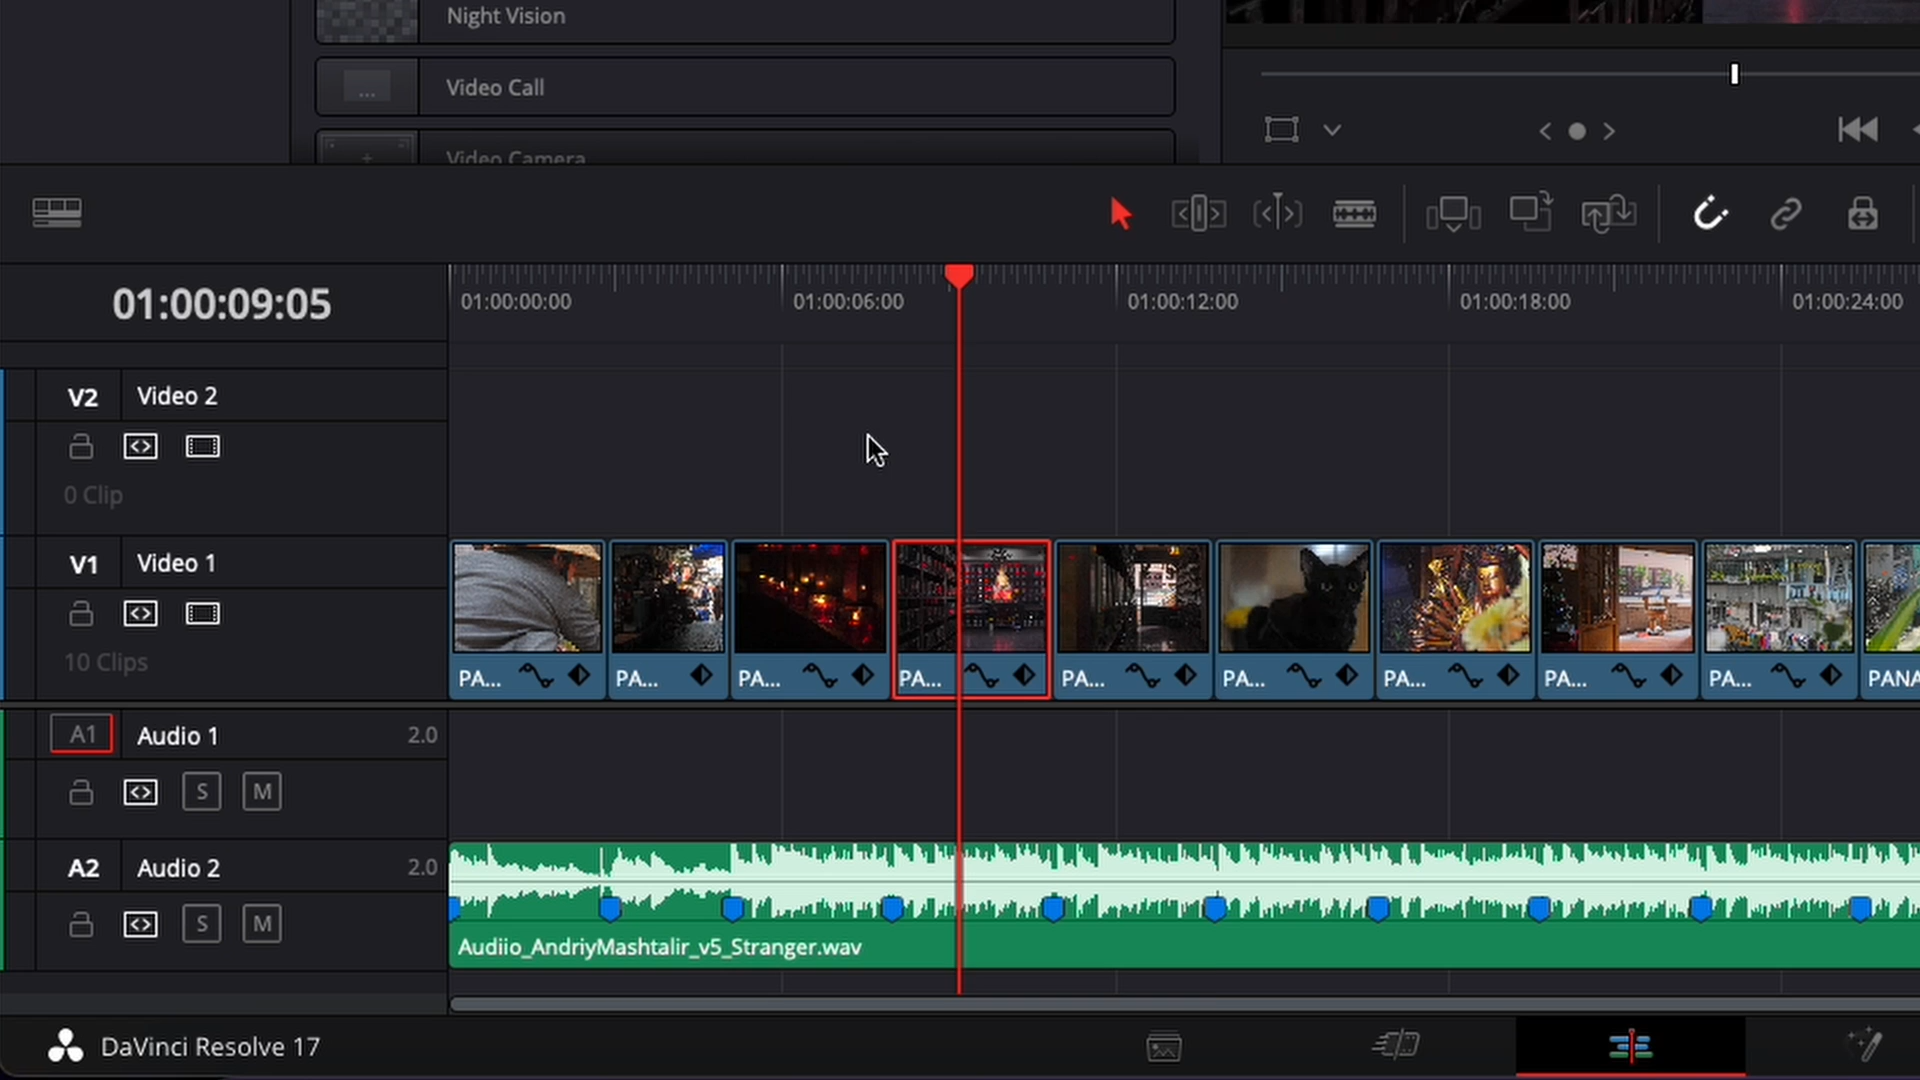 Night Vision
Video Call
Video Camera
01:00:09:05
01:00:00:00
01:00:06:00
01:00:12:00
01:00:18:00
01:00:24:00
V2 Video 2
0 Clip
V1 Video 1
10 Clips
PA...
PA...
PA...
PA...
PA...
PA...
PA...
PA...
PA...
PANA
A1 Audio 1 2.0
S M
A2 Audio 2 2.0
S M
Audiio_AndriyMashtalir_v5_Stranger.wav
DaVinci Resolve 17